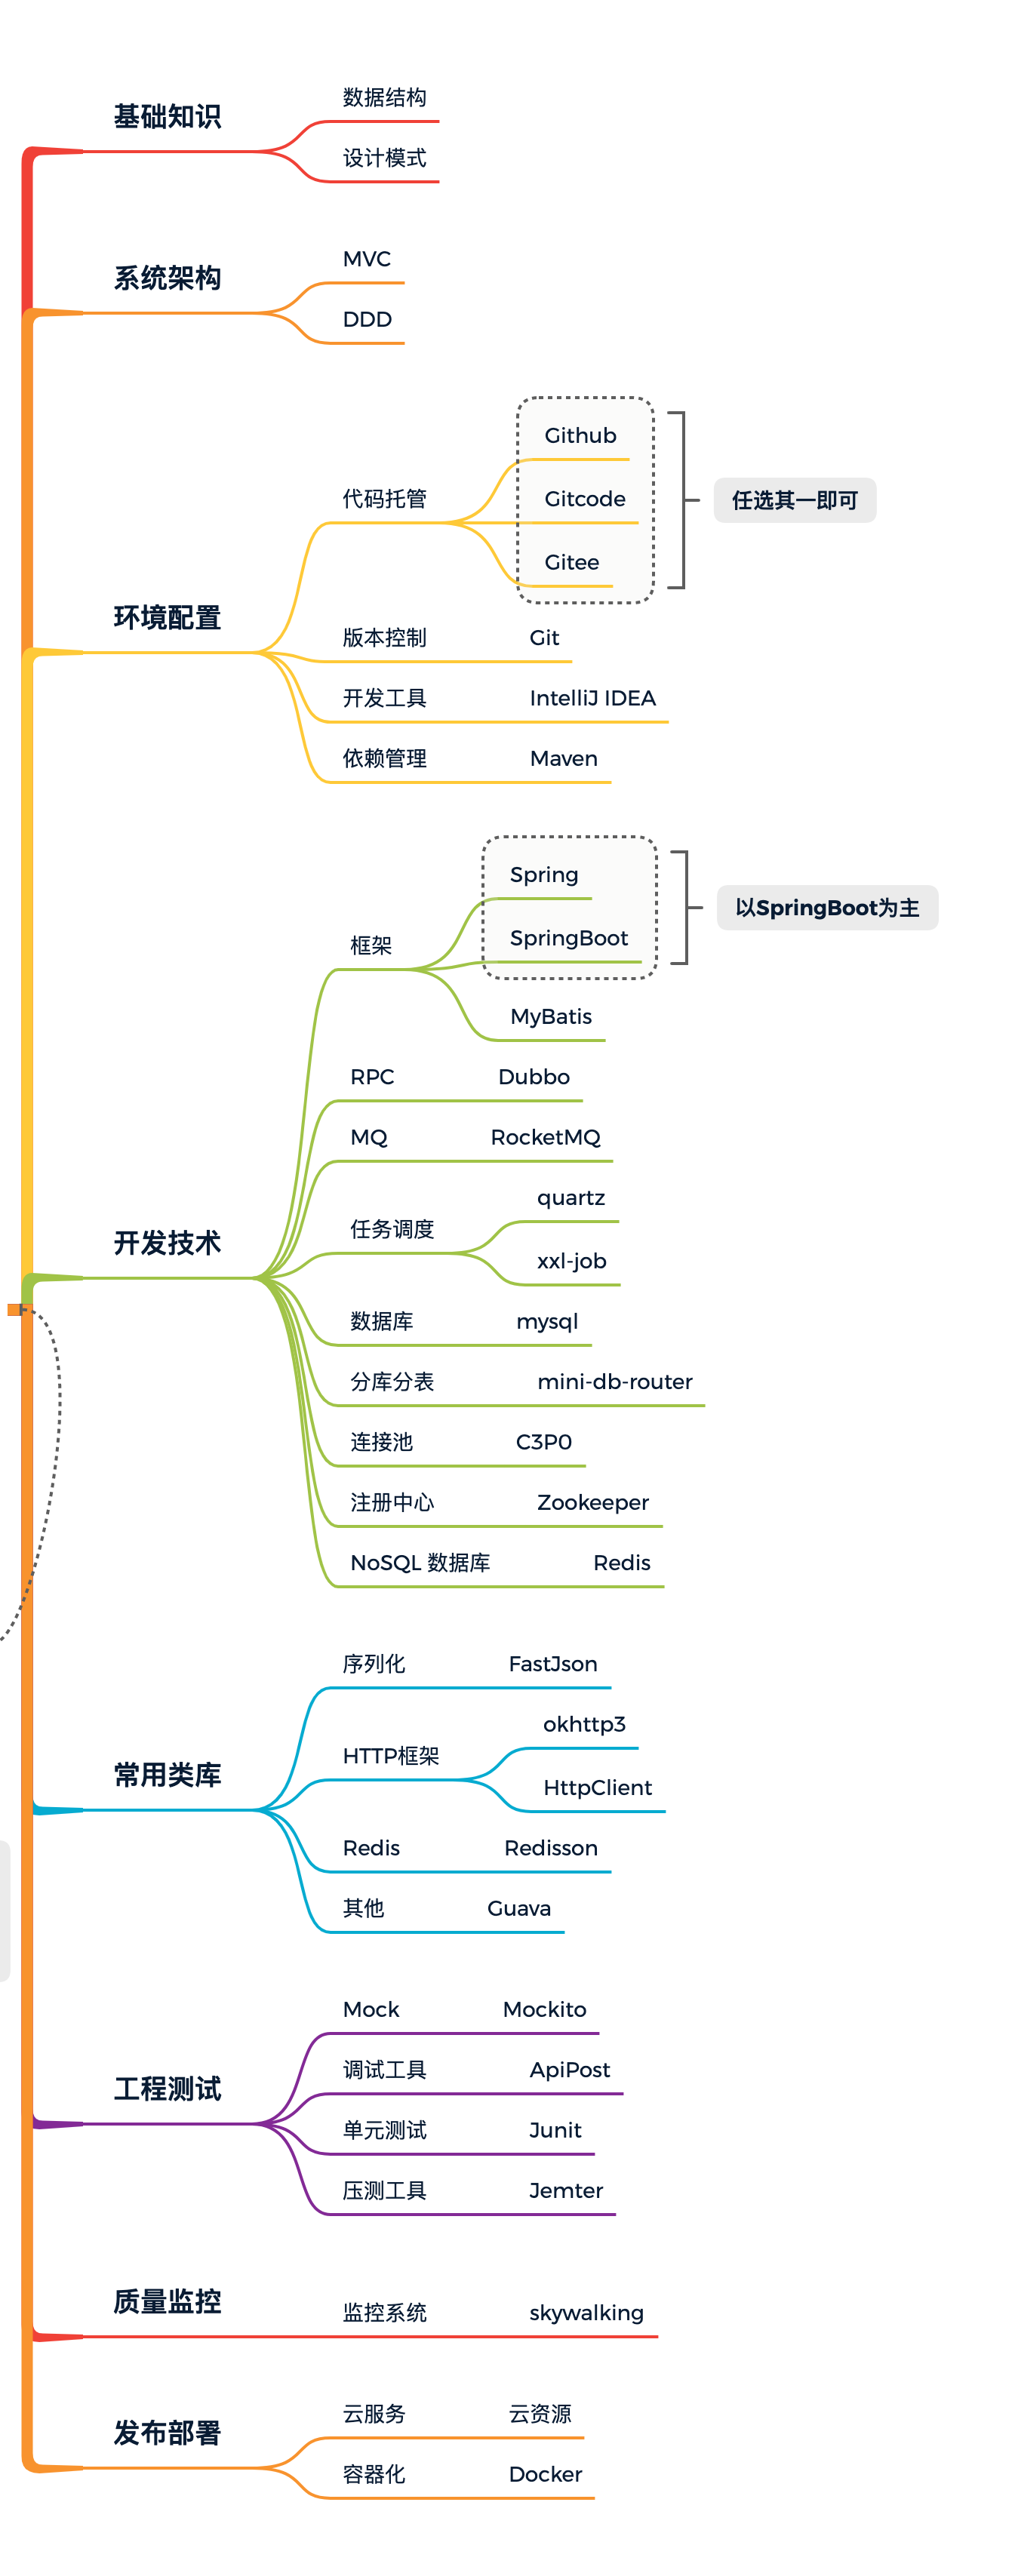 基础知识
数据结构
设计模式
系统架构
MVC
DDD
环境配置
代码托管
Github
Gitcode
Gitee
任选其一即可
版本控制
Git
开发工具
IntelliJ IDEA
依赖管理
Maven
开发技术
框架
Spring
SpringBoot
以SpringBoot为主
MyBatis
RPC
Dubbo
MQ
RocketMQ
任务调度
quartz
xxl-job
数据库
mysql
分库分表
mini-db-router
连接池
C3P0
注册中心
Zookeeper
NoSQL 数据库
Redis
常用类库
序列化
FastJson
HTTP框架
okhttp3
HttpClient
Redis
Redisson
其他
Guava
工程测试
Mock
Mockito
调试工具
ApiPost
单元测试
Junit
压测工具
Jemter
质量监控
监控系统
skywalking
发布部署
云服务
云资源
容器化
Docker